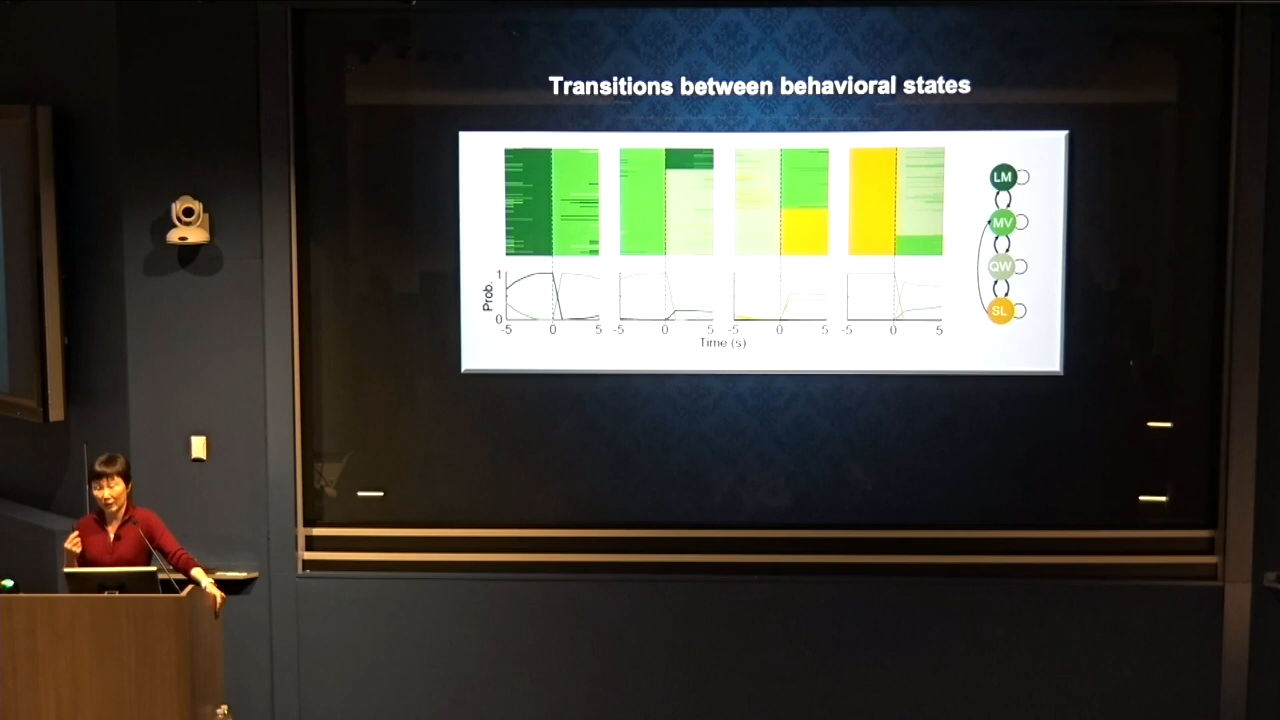 Transitions between behavioral states
LM
MV
QW
SL
Prob.
1
0
-5 0 5 -5 0 5 -5 0 5 -5 0 5
Time (s)